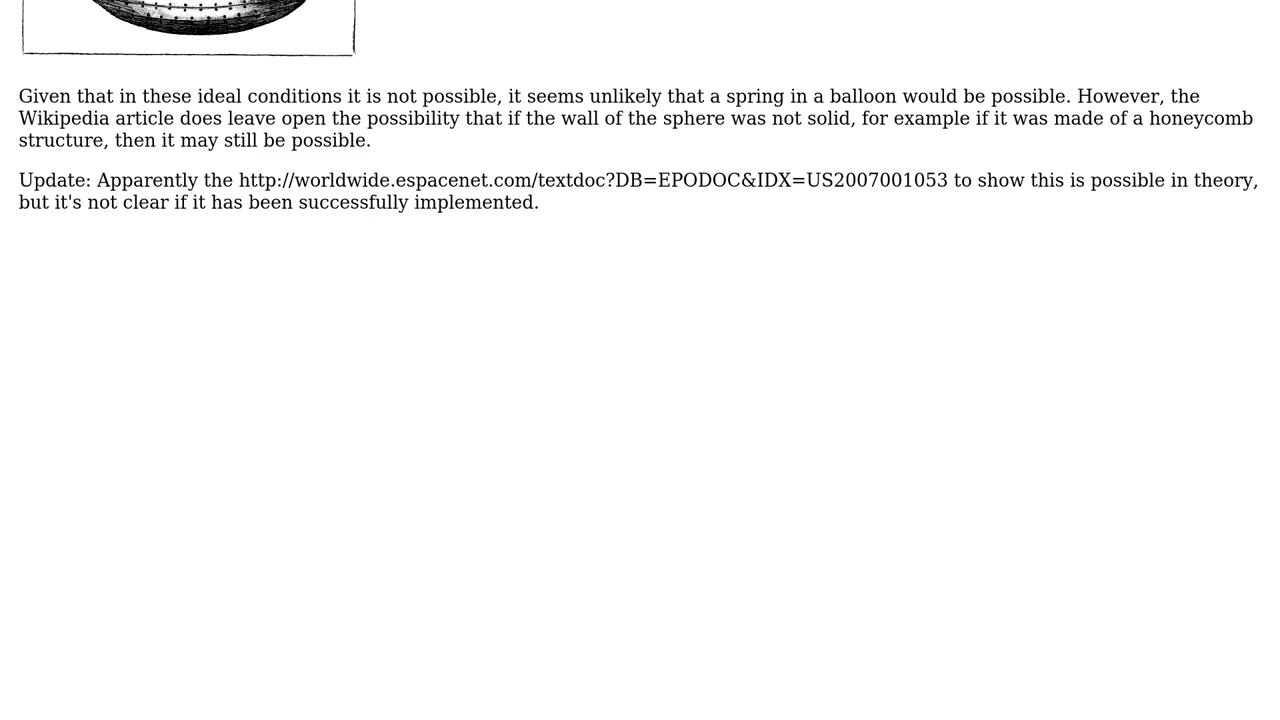 Given that in these ideal conditions it is not possible, it seems unlikely that a spring in a balloon would be possible. However, the
Wikipedia article does leave open the possibility that if the wall of the sphere was not solid, for example if it was made of a honeycomb
structure, then it may still be possible.
Update: Apparently the http://worldwide.espacenet.com/textdoc?DB=EPODOC&IDX=US2007001053 to show this is possible in theory,
but it's not clear if it has been successfully implemented.